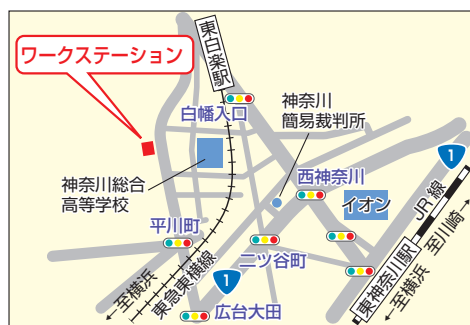 ワークステーション
東白楽駅
白幡入口
神奈川
簡易裁判所
1
神奈川総合
高等学校
西神奈川
イオン
JR線
至川崎
平川町
二ツ谷町
東神奈川駅
至横浜
東急東横線
1
広台太田
至横浜